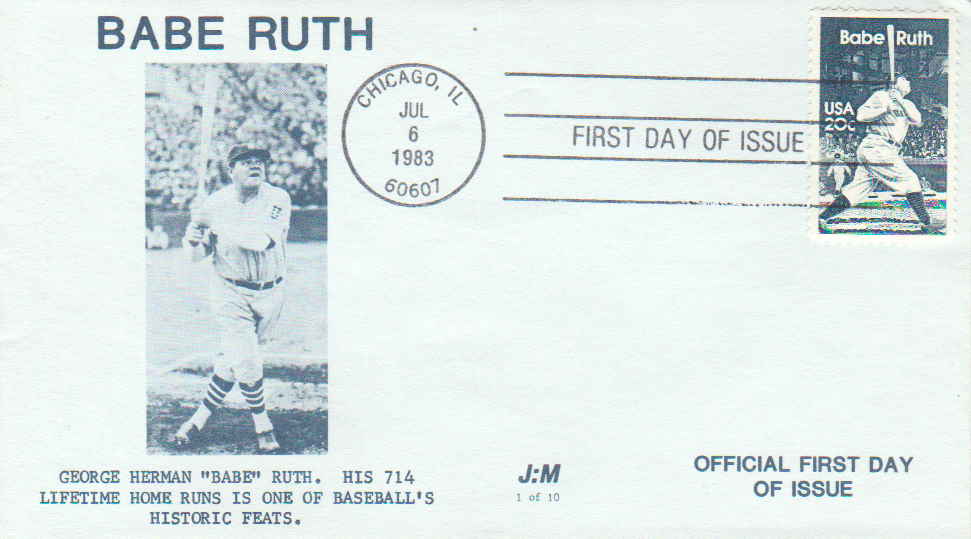 BABE RUTH
CHICAGO, IL
JUL
6
1983
60607
FIRST DAY OF ISSUE
Babe Ruth
USA
20c
GEORGE HERMAN "BABE" RUTH. HIS 714
LIFETIME HOME RUNS IS ONE OF BASEBALL'S
HISTORIC FEATS.
J:M
1 of 10
OFFICIAL FIRST DAY
OF ISSUE